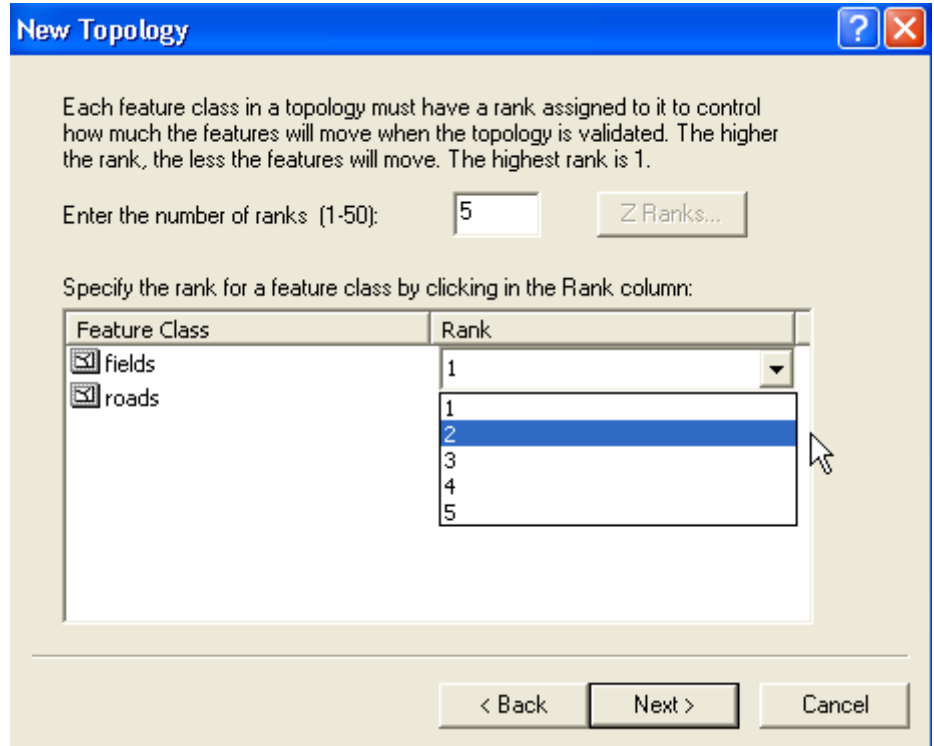 New Topology
Each feature class in a topology must have a rank assigned to it to control
how much the features will move when the topology is validated. The higher
the rank, the less the features will move. The highest rank is 1.
Enter the number of ranks (1-50): 5 Z Ranks...
Specify the rank for a feature class by clicking in the Rank column:
Feature Class Rank
fields 1
roads
1
2
3
4
5
< Back Next > Cancel